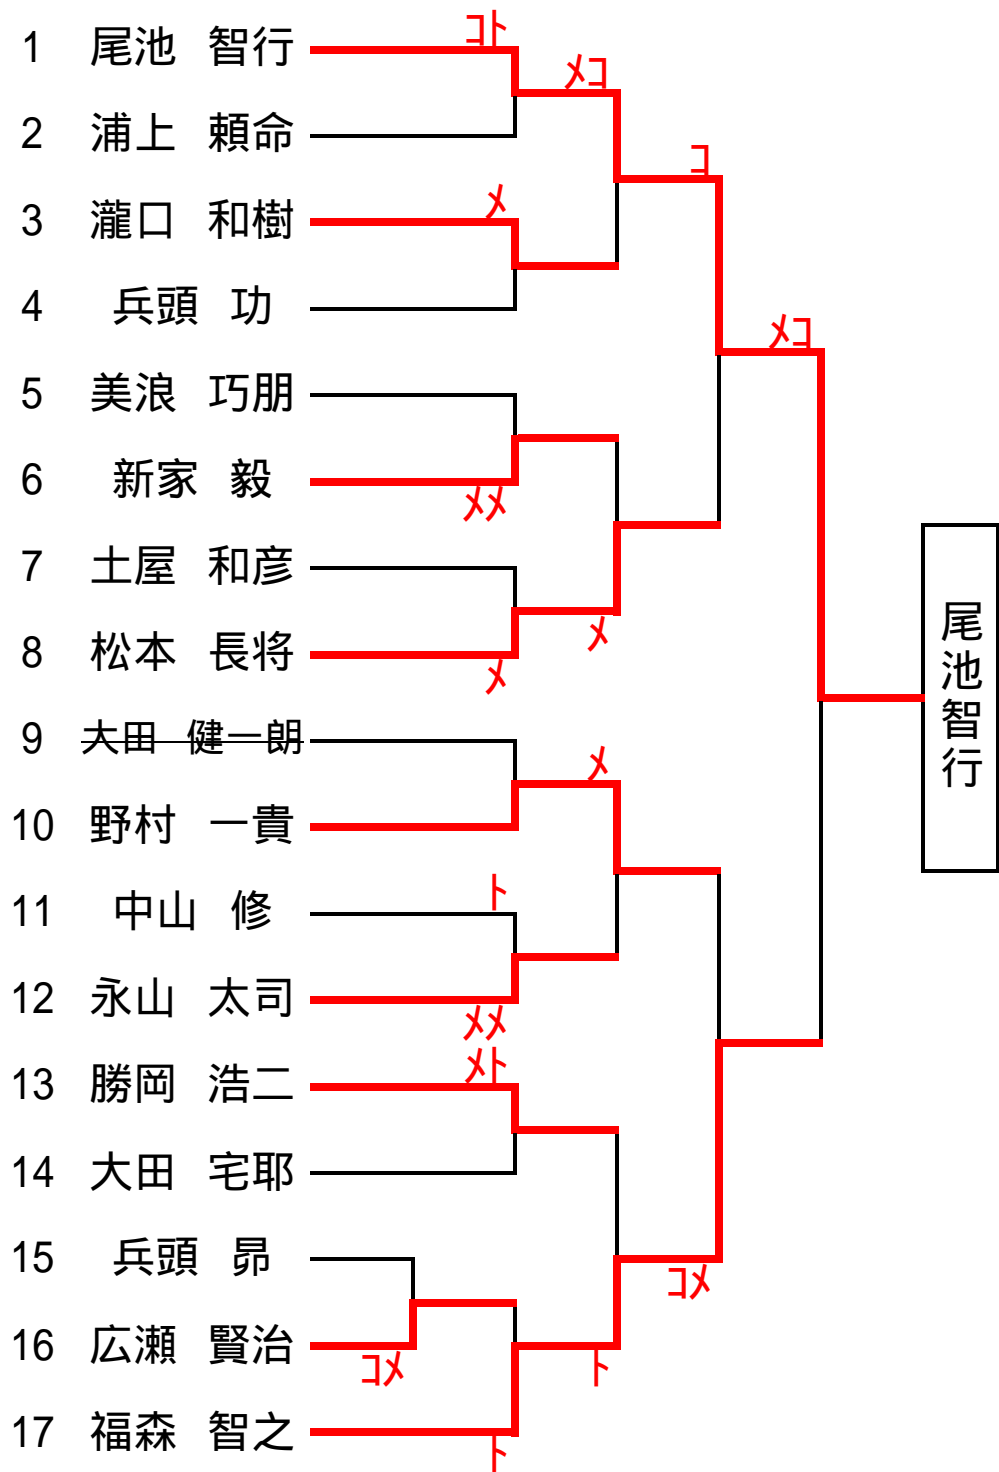 ｺﾄ
1 尾池 智行
ﾒｺ
2 浦上 頼命
ｺ
ﾒ
3 瀧口 和樹
4 兵頭 功
ﾒｺ
5 美浪 巧朋
6 新家 毅
ﾒﾒ
7 土屋 和彦
ﾒ
8 松本 長将
ﾒ
尾池智行
9 大田 健一朗
ﾒ
10 野村 一貴
ﾄ
11 中山 修
12 永山 太司
ﾒﾒ
ﾒﾄ
13 勝岡 浩二
14 大田 宅耶
15 兵頭 昴
ｺﾒ
16 広瀬 賢治
ｺﾒ
ﾄ
17 福森 智之
ﾄ